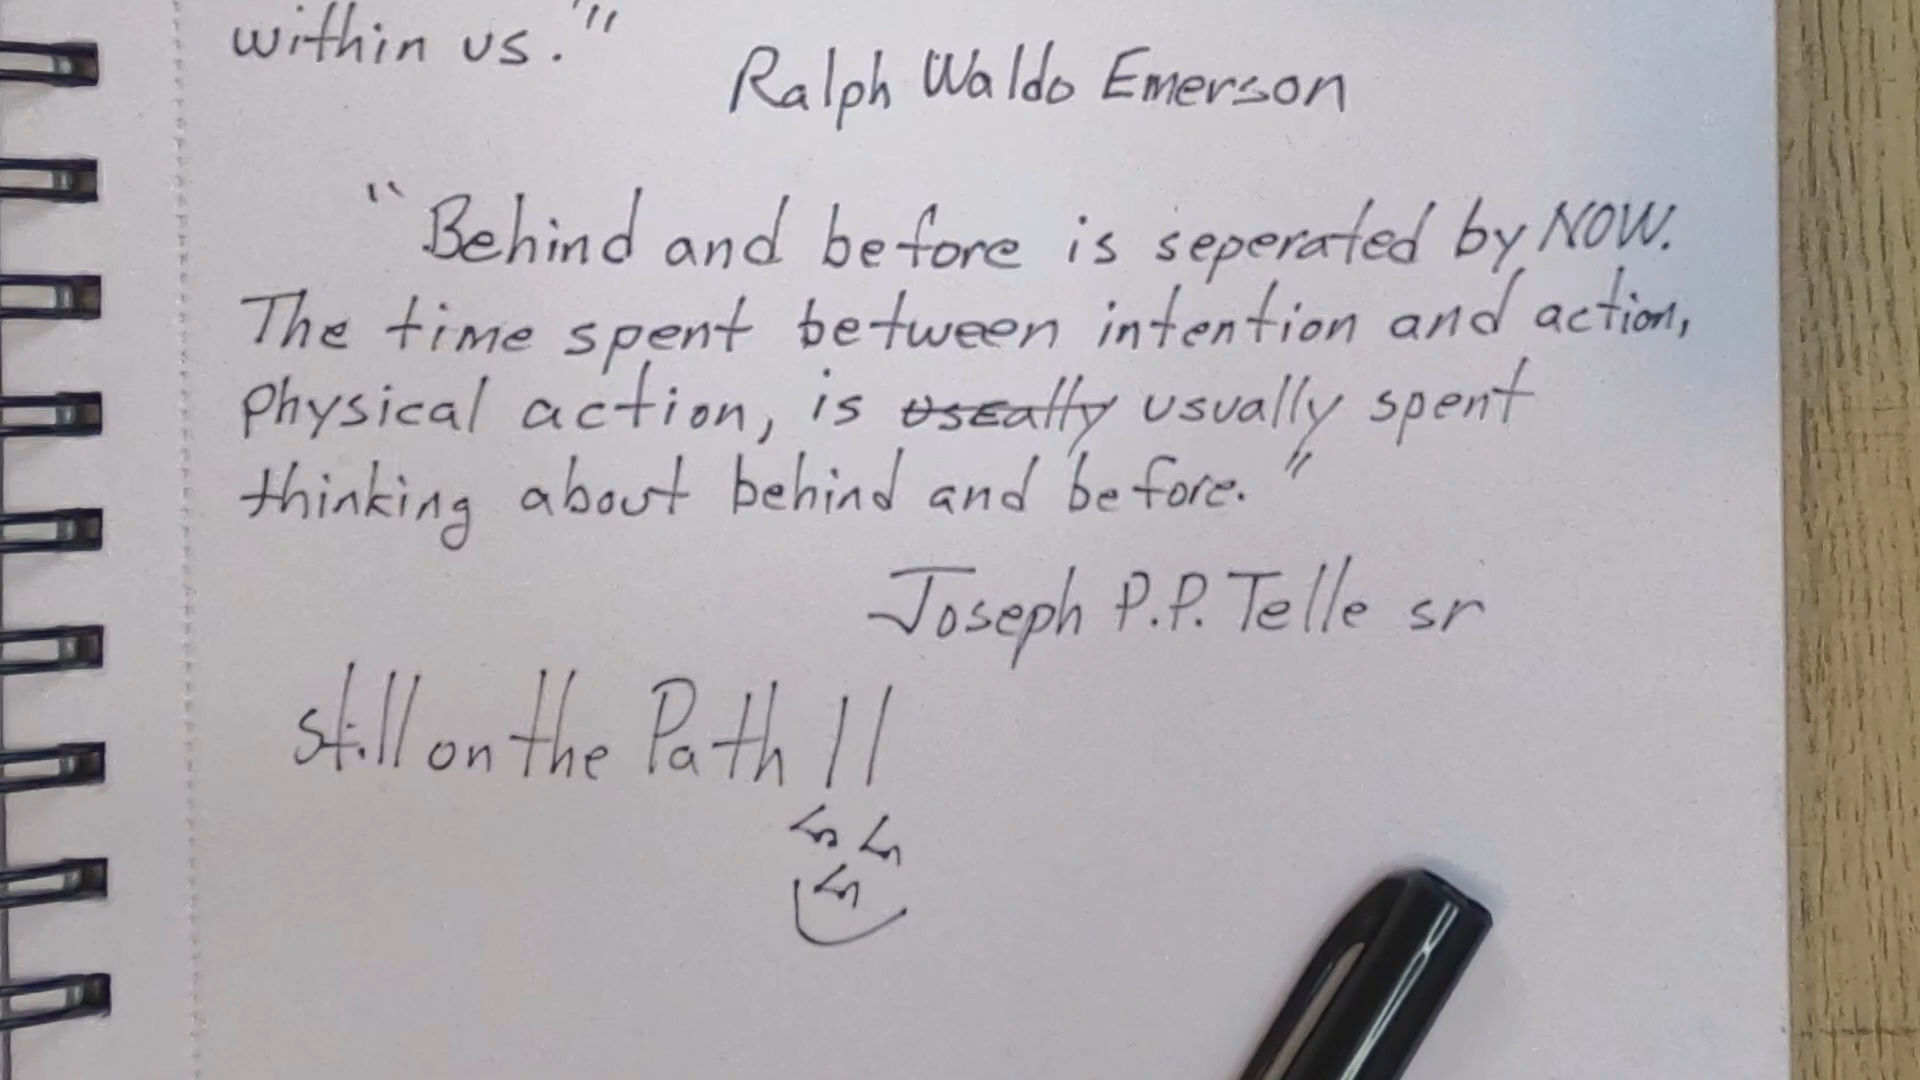 within us.'"
Ralph Waldo Emerson
"Behind and before is seperated by NOW.
The time spent between intention and action,
physical action, is useally usually spent
thinking about behind and before."
Joseph P.P. Telle sr
still on the Path !!